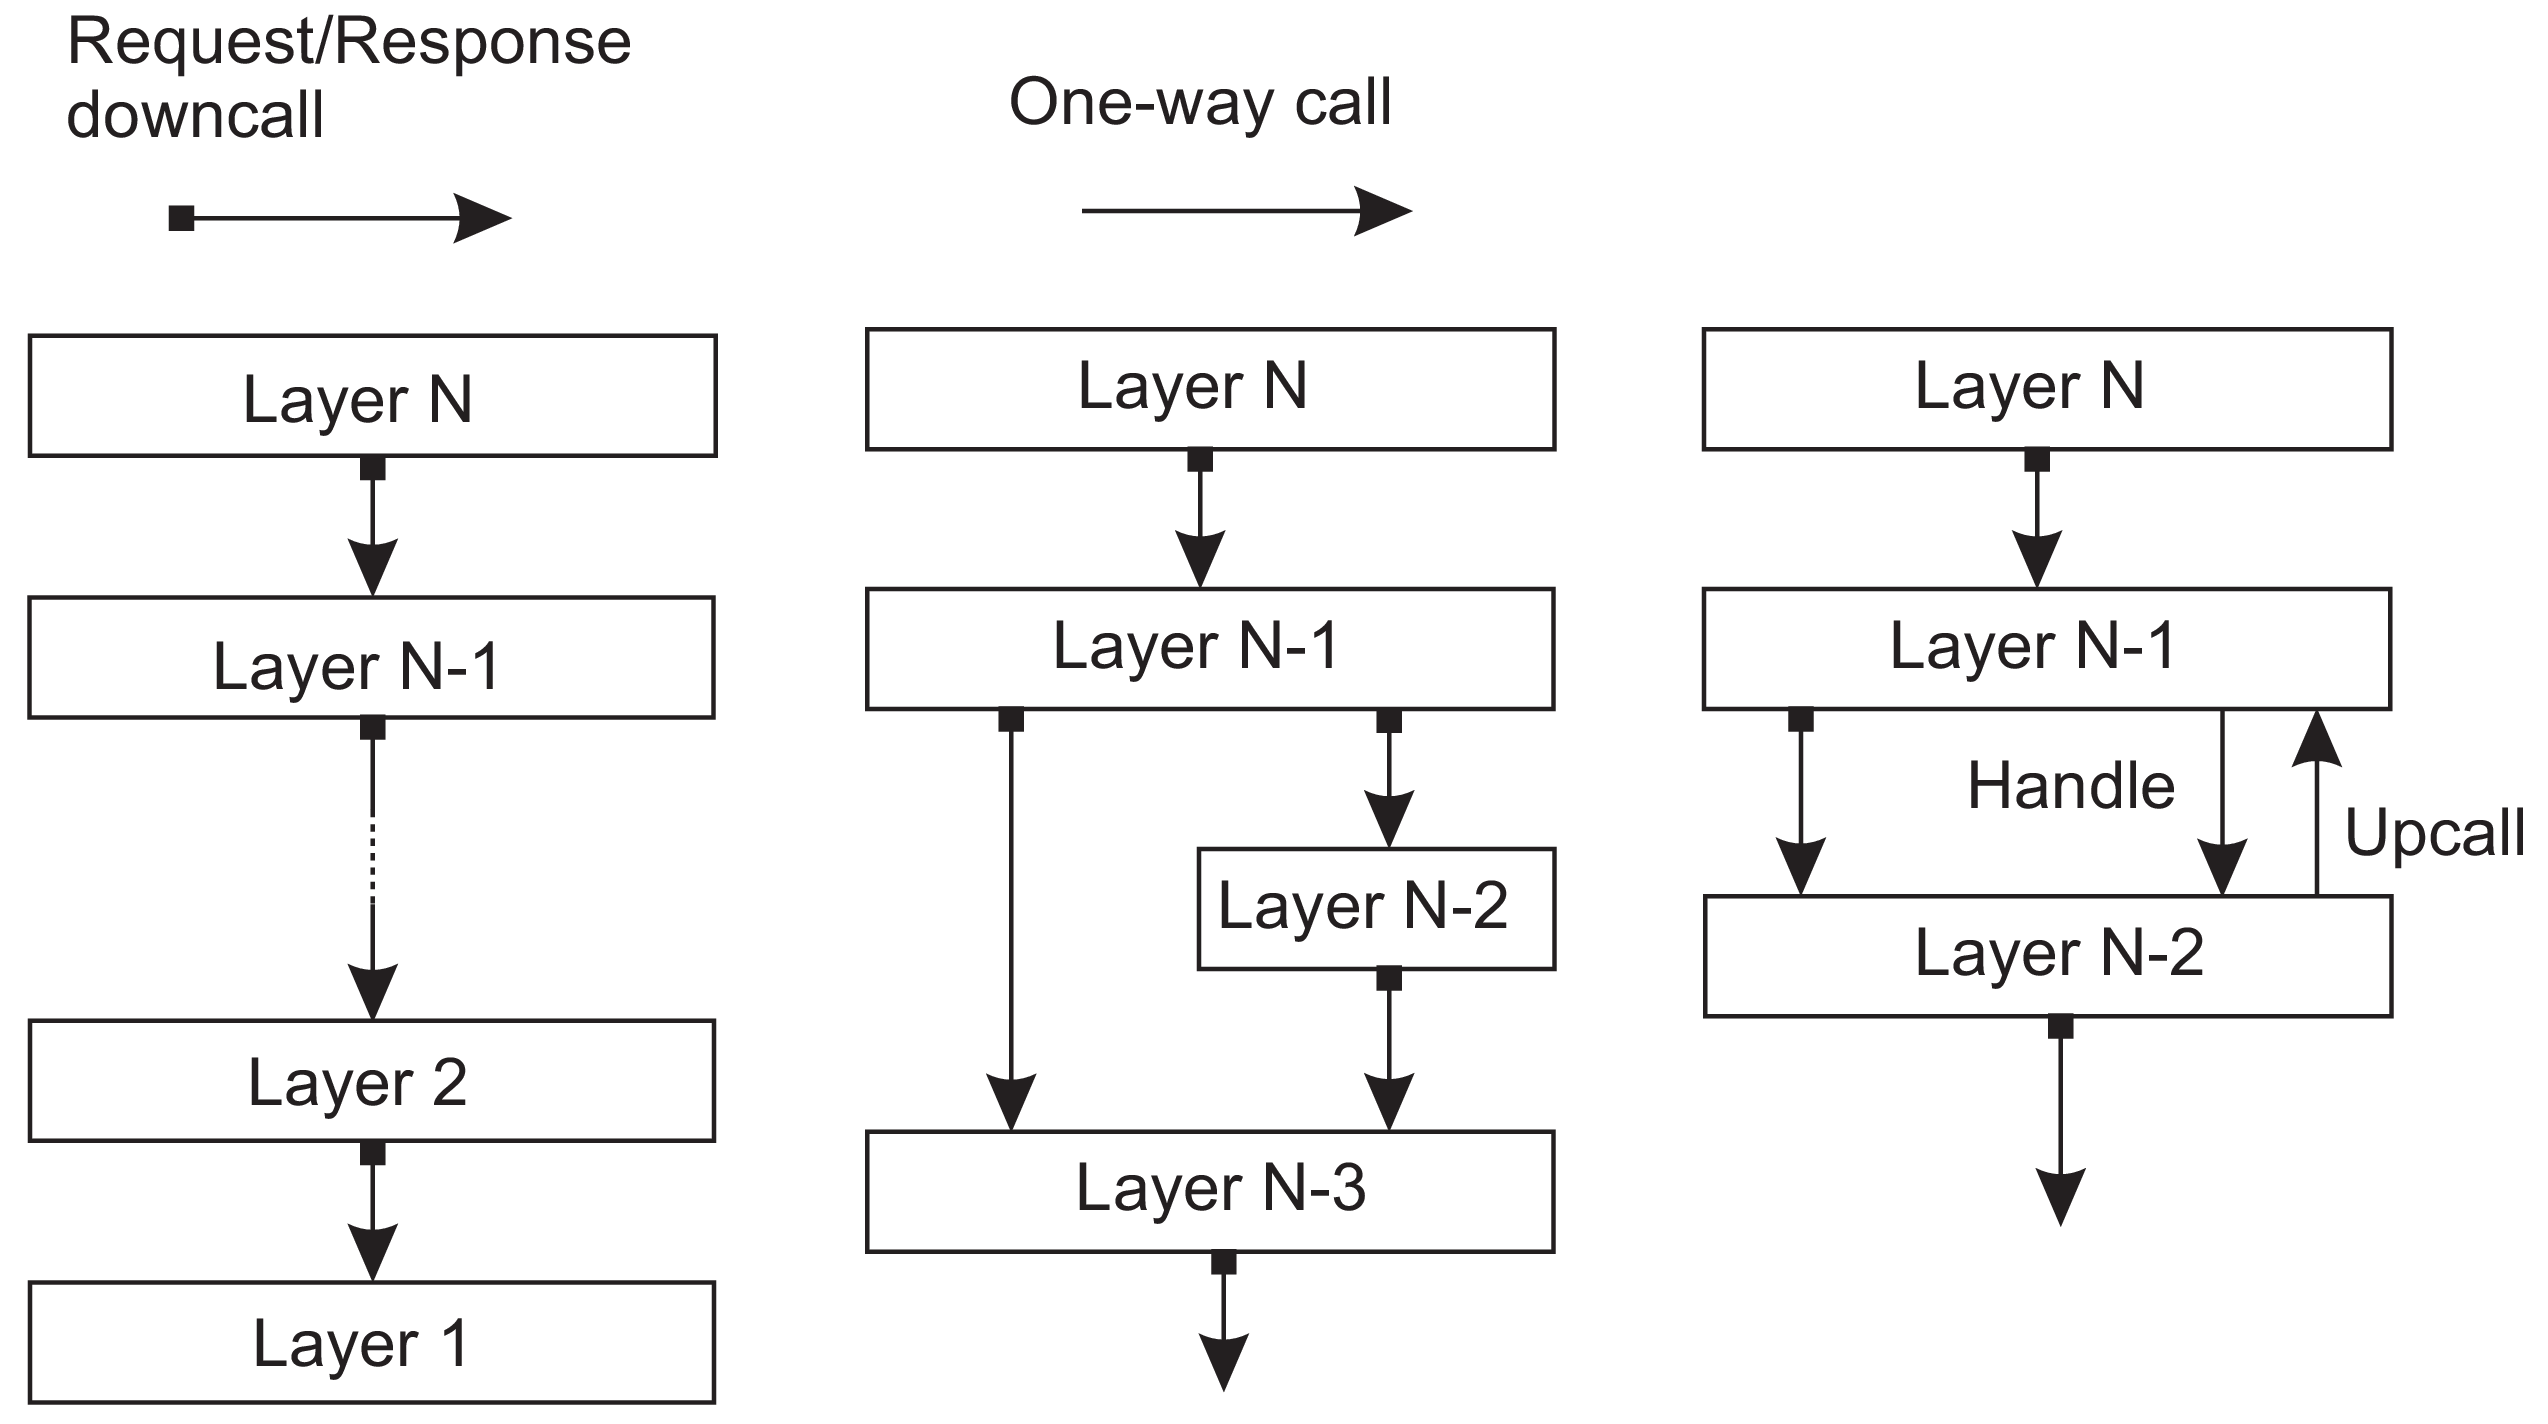 Request/Response
downcall
One-way call
Layer N
Layer N-1
Layer 2
Layer 1
Layer N
Layer N-1
Layer N-2
Layer N-3
Layer N
Layer N-1
Handle
Upcall
Layer N-2